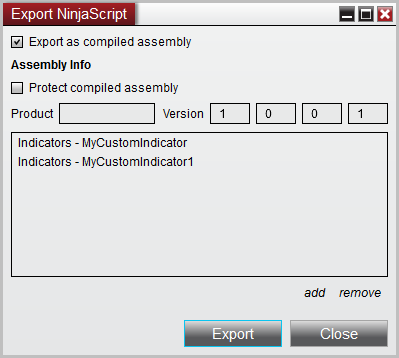 Export NinjaScript
Export as compiled assembly
Assembly Info
Protect compiled assembly
Product Version 1 0 0 1
Indicators - MyCustomIndicator
Indicators - MyCustomIndicator1
add remove
Export Close